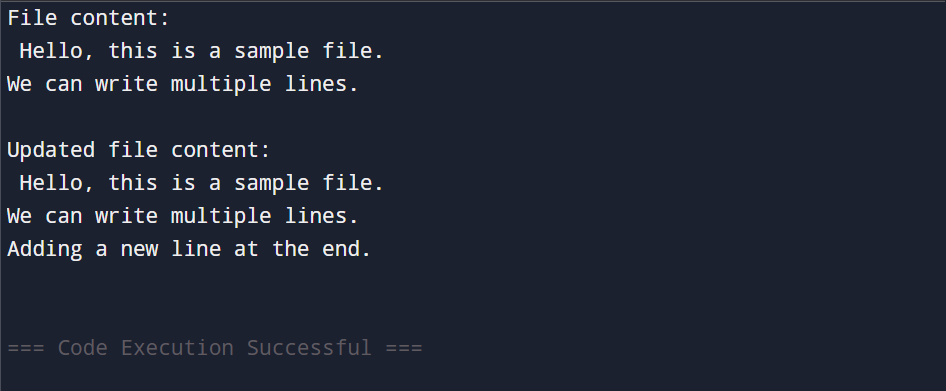 File content:
 Hello, this is a sample file.
We can write multiple lines.

Updated file content:
 Hello, this is a sample file.
We can write multiple lines.
Adding a new line at the end.


=== Code Execution Successful ===